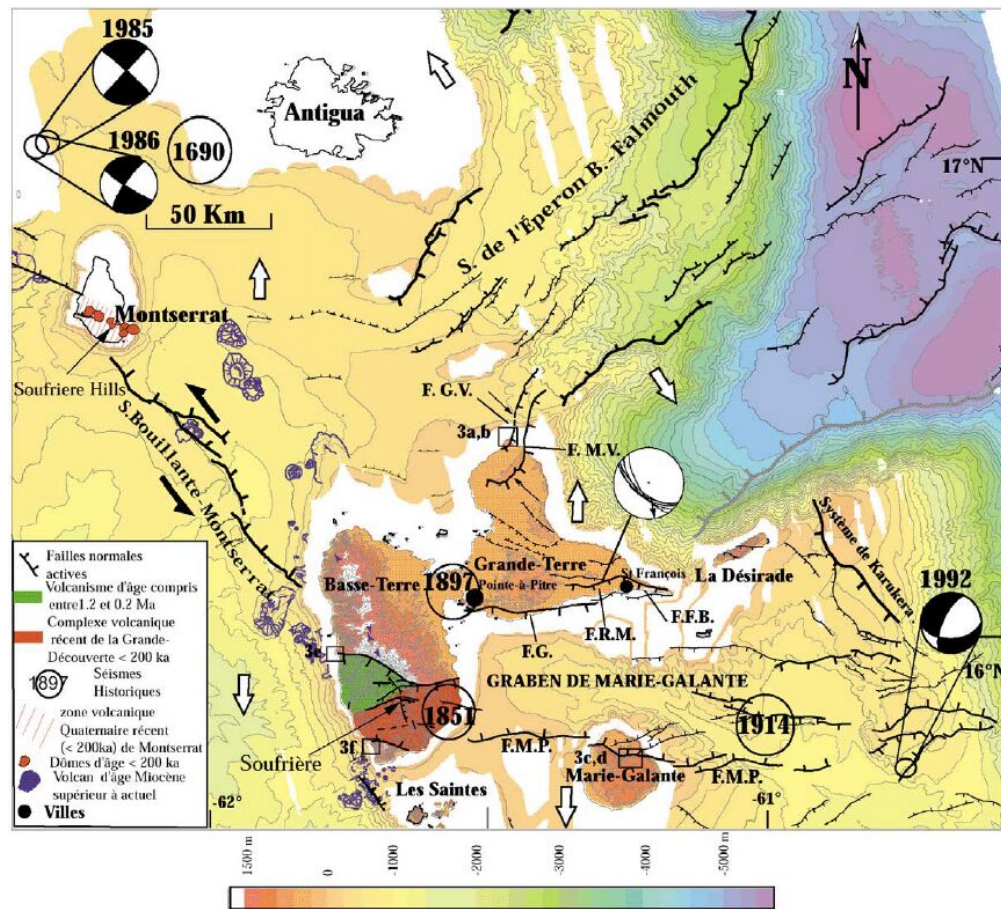 1985
1986
1690
50 Km
Antigua
S. de l'Éperon B.- Falmouth
N
17°N
Montserrat
Soufriere Hills
S.Bouillante Montserrat
F. G.V.
3a,b
F. M.V.
Failles normales
actives
Volcanisme d'âge compris
entre1.2 et 0.2 Ma
Complexe volcanique
récent de la Grande-
Découverte < 200 ka
1897 Séismes
Historiques
zone volcanique
Quaternaire récent
(< 200ka) de Montserrat
Dômes d'âge < 200 ka
Volcan d'âge Miocène
supérieur à actuel
Villes
Basse-Terre
1897
Grande-Terre
Pointe-à-Pitre
St François
La Désirade
Système de Karukera
1992
F.F.B.
F.R.M.
F.G.
16°N
3e
GRABEN DE MARIE-GALANTE
1851
1914
3f
Soufrière
F.M.P.
3c,d
Marie-Galante
F.M.P.
Les Saintes
-62°
-61°
1500 m
0
-1000
-2000
-3000
-4000
-5000